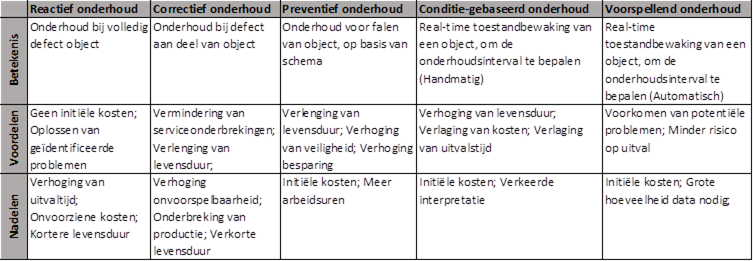 Reactief onderhoud Correctief onderhoud Preventief onderhoud Conditie-gebaseerd onderhoud Voorspellend onderhoud
Betekenis
Onderhoud bij volledig
defect object
Onderhoud bij defect
aan deel van object
Onderhoud voor falen
van object, op basis van
schema
Real-time toestandbewaking van
een object, om de
onderhoudsinterval te bepalen
(Handmatig)
Real-time
toestandbewaking van een
object, om de
onderhoudsinterval te
bepalen (Automatisch)
Voordelen
Geen initiële kosten;
Oplossen van
geïdentificeerde
problemen
Vermindering van
serviceonderbrekingen;
Verlenging van
levensduur;
Verlenging van
levensduur; Verhoging
van veiligheid; Verhoging
besparing
Verhoging van levensduur;
Verlaging van kosten; Verlaging
van uitvalstijd
Voorkomen van potentiële
problemen; Minder risico
op uitval
Nadelen
Verhoging van
uitvaltijd;
Onvoorziene kosten;
Kortere levensduur
Verhoging
onvoorspelbaarheid;
Onderbreking van
productie; Verkorte
levensduur
Initiële kosten; Meer
arbeidsuren
Initiële kosten; Verkeerde
interpretatie
Initiële kosten; Grote
hoeveelheid data nodig;